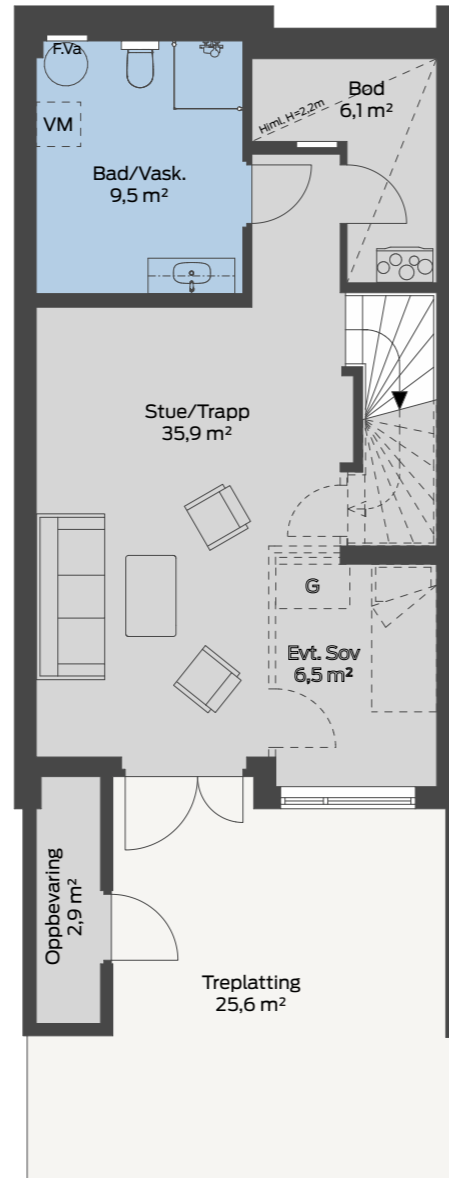 F.Va
VM
Bad/Vask.
9,5 m²
Bod
6,1 m²
Himl. H=2,2m
Stue/Trapp
35,9 m²
G
Evt. Sov
6,5 m²
Oppbevaring
2,9 m²
Treplatting
25,6 m²